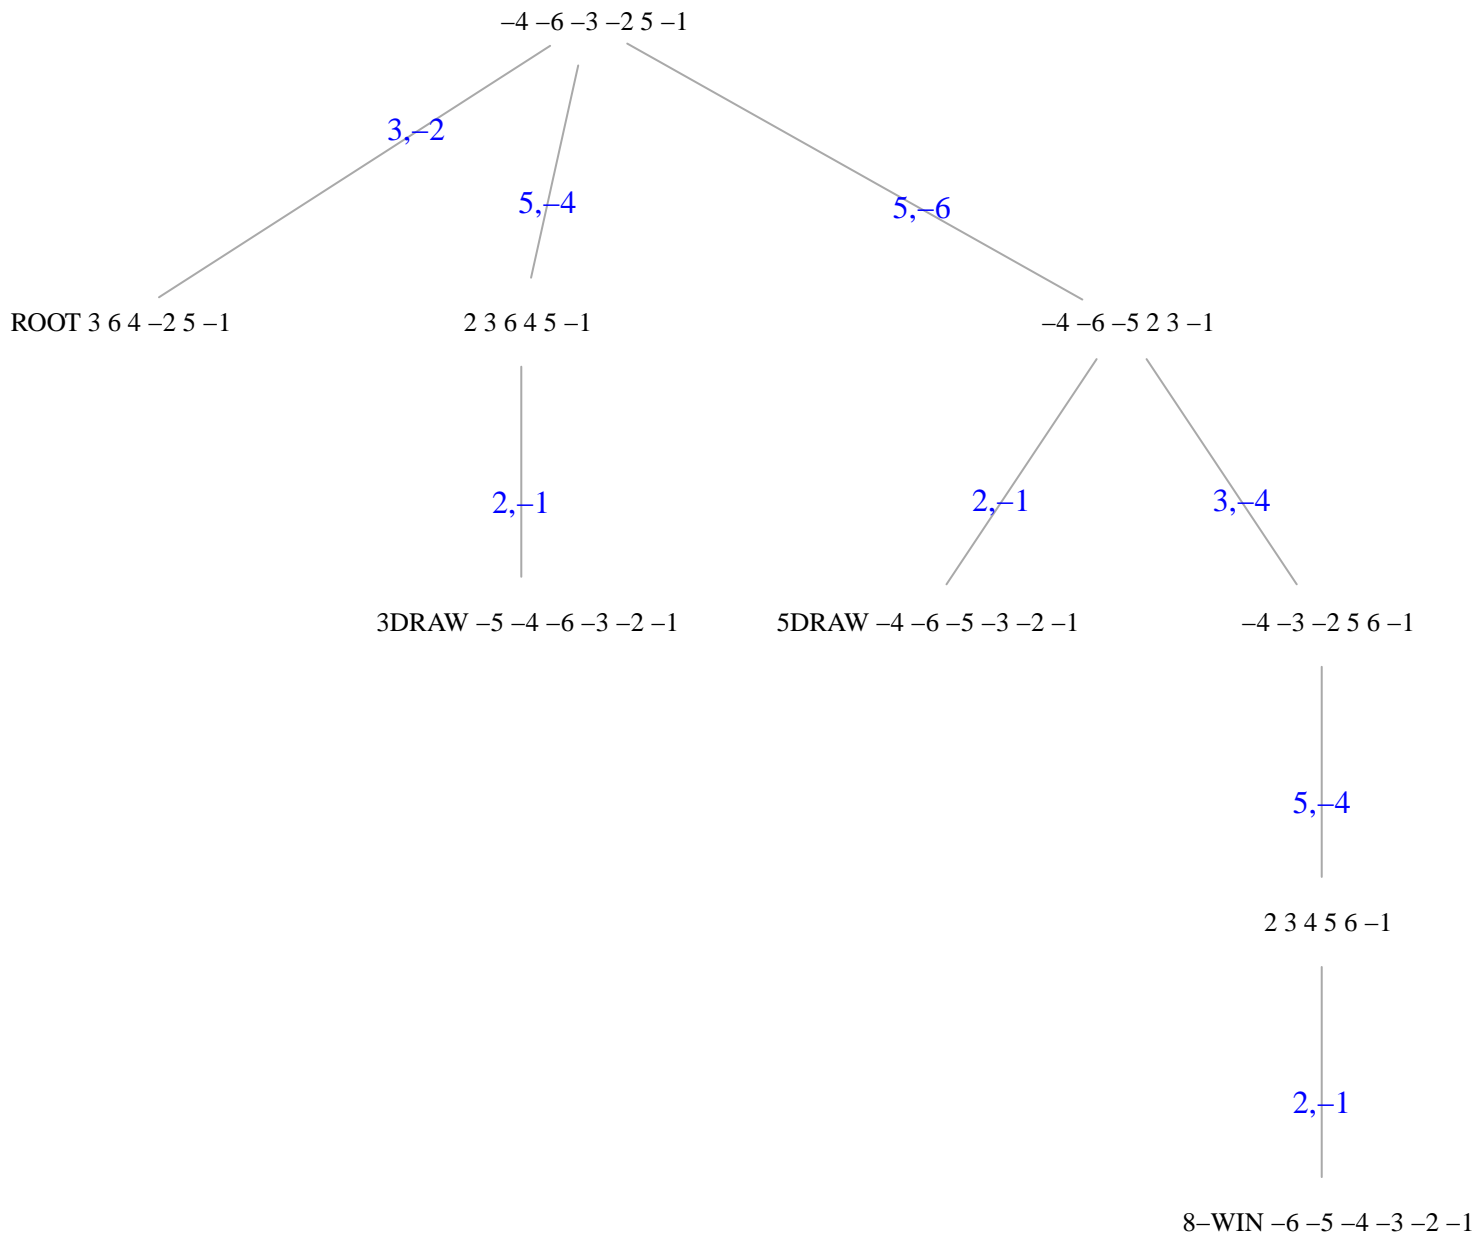 –4 –6 –3 –2 5 –1
3,–2
5,–4
5,–6
ROOT 3 6 4 –2 5 –1
2 3 6 4 5 –1
–4 –6 –5 2 3 –1
2,–1
2,–1
3,–4
3DRAW –5 –4 –6 –3 –2 –1
5DRAW –4 –6 –5 –3 –2 –1
–4 –3 –2 5 6 –1
5,–4
2 3 4 5 6 –1
2,–1
8–WIN –6 –5 –4 –3 –2 –1